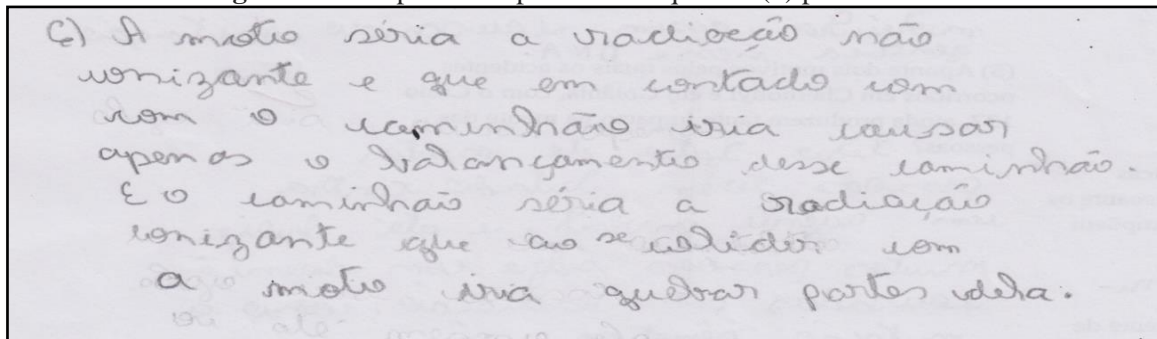 C) A moto séria a radiação não
ionizante e que em contado com
com o caminhão iria causar
apenas o balançamento desse caminhão.
E o caminhão séria a radiação
ionizante que ao se colidir com
a moto iria quebrar partes dela.